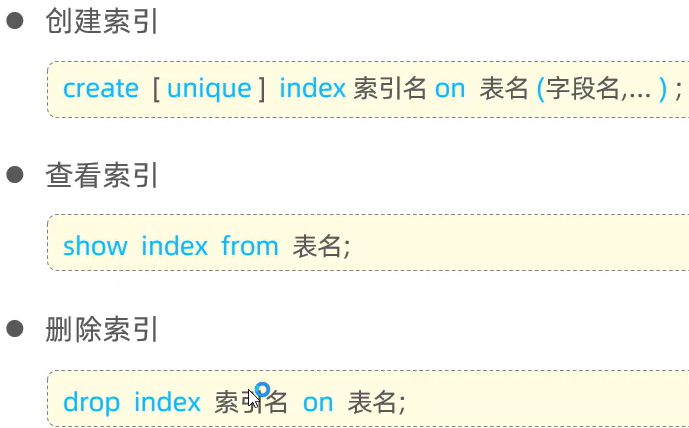 ● 创建索引
create [ unique ] index 索引名 on 表名 (字段名,... ) ;
● 查看索引
show index from 表名;
● 删除索引
drop index 索引名 on 表名;